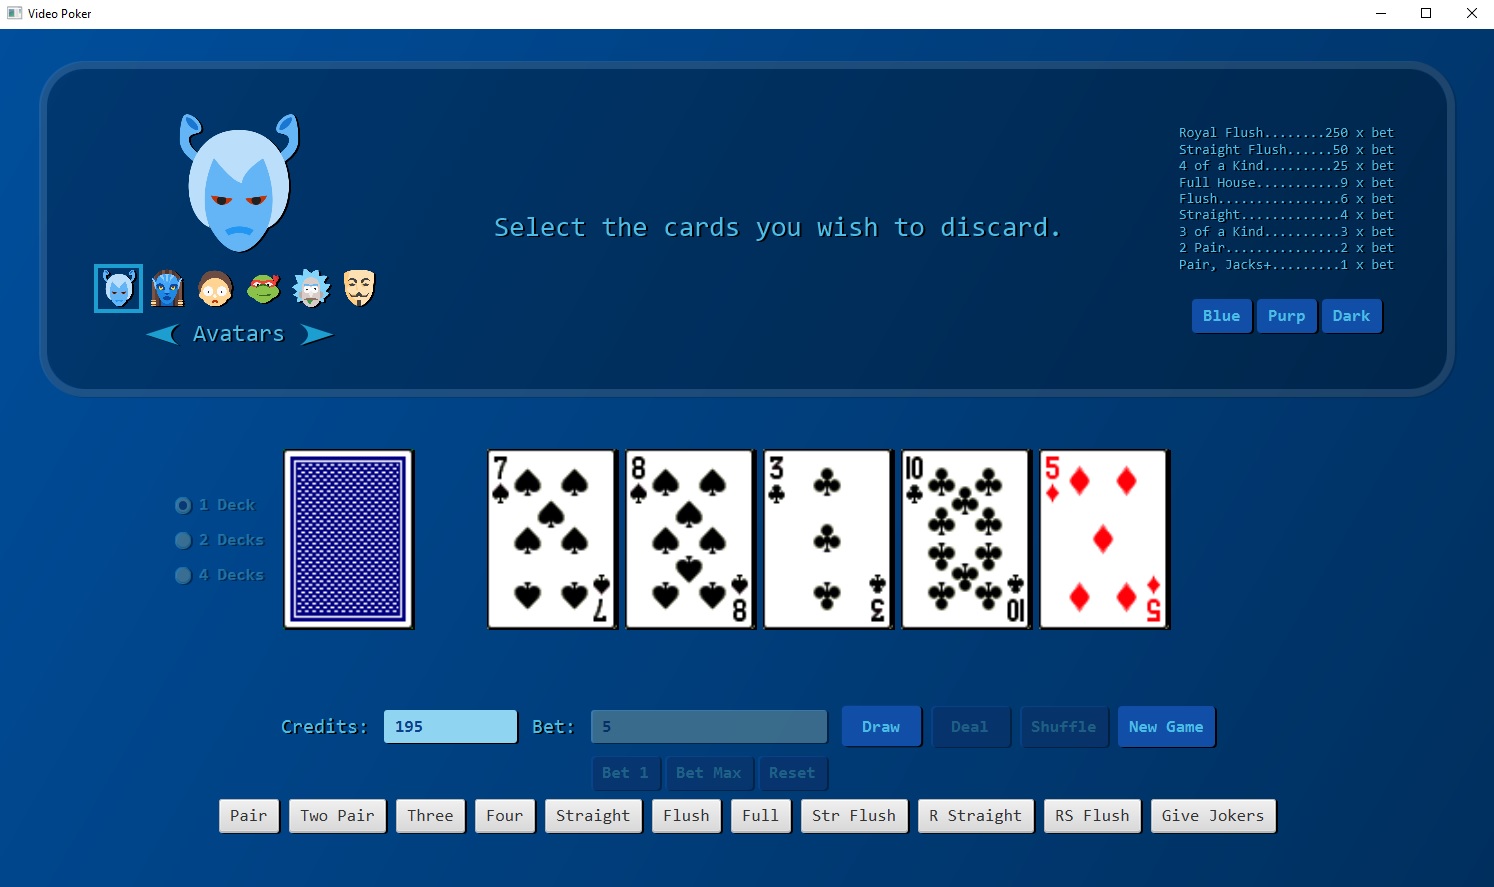 Video Poker
Royal Flush........250 x bet
Straight Flush......50 x bet
4 of a Kind.........25 x bet
Full House...........9 x bet
Flush................6 x bet
Straight.............4 x bet
3 of a Kind..........3 x bet
2 Pair...............2 x bet
Pair, Jacks+.........1 x bet
Select the cards you wish to discard.
Blue Purp Dark
Avatars
7 8 3 10 5
1 Deck
2 Decks
4 Decks
7 8 3 10 5
Credits: 195 Bet: 5 Draw Deal Shuffle New Game
Bet 1 Bet Max Reset
Pair Two Pair Three Four Straight Flush Full Str Flush R Straight RS Flush Give Jokers